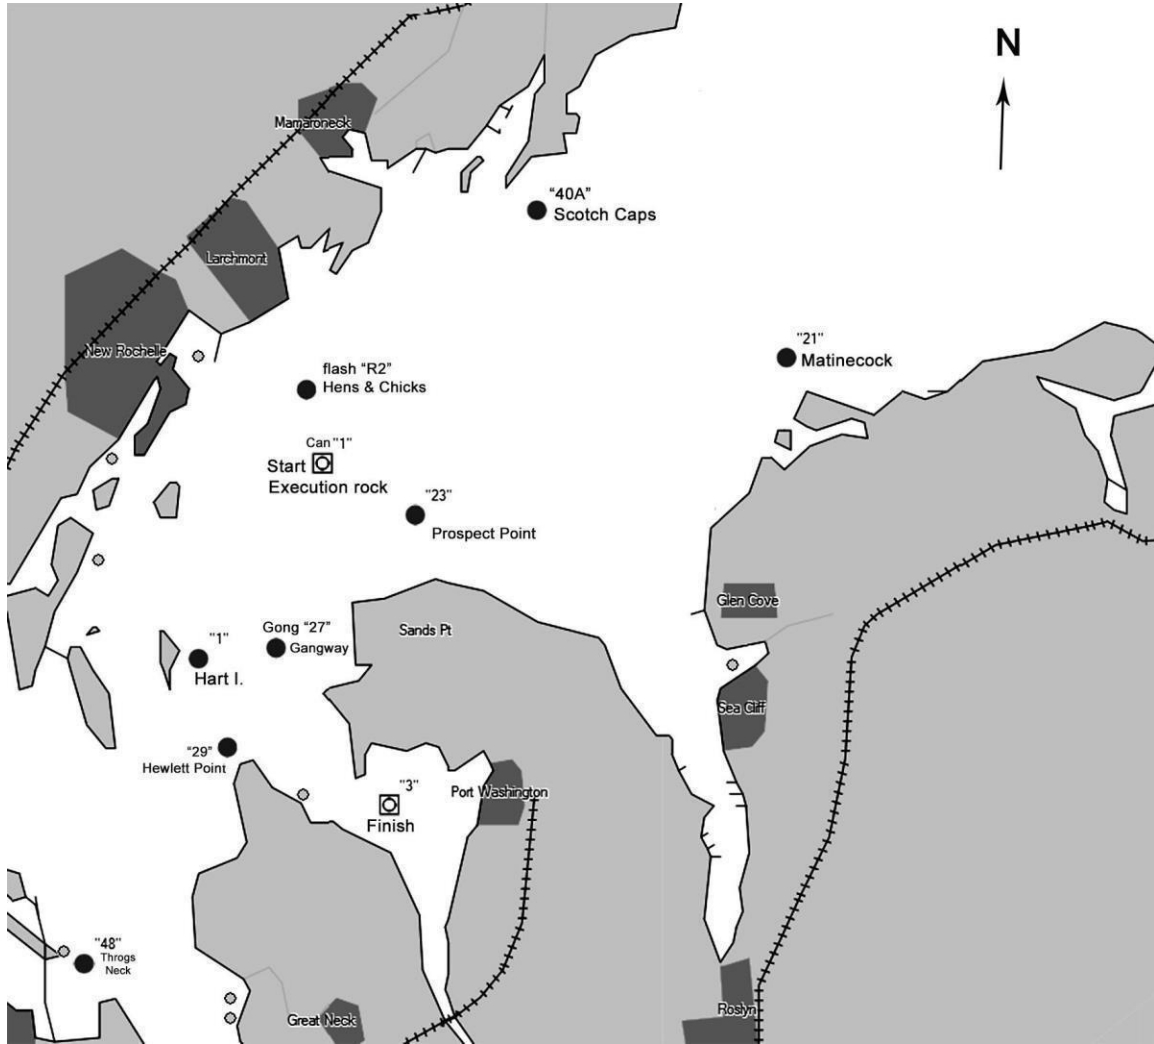 N
Mamaroneck
"40A"
Scotch Caps
Larchmont
"21"
Matinecock
New Rochelle
flash "R2"
Hens & Chicks
Can "1"
Start
Execution rock
"23"
Prospect Point
Glen Cove
Sands Pt
Gong "27"
Gangway
"1"
Hart I.
Sea Cliff
"29"
Hewlett Point
"3"
Finish
Port Washington
"48"
Throgs
Neck
Great Neck
Roslyn